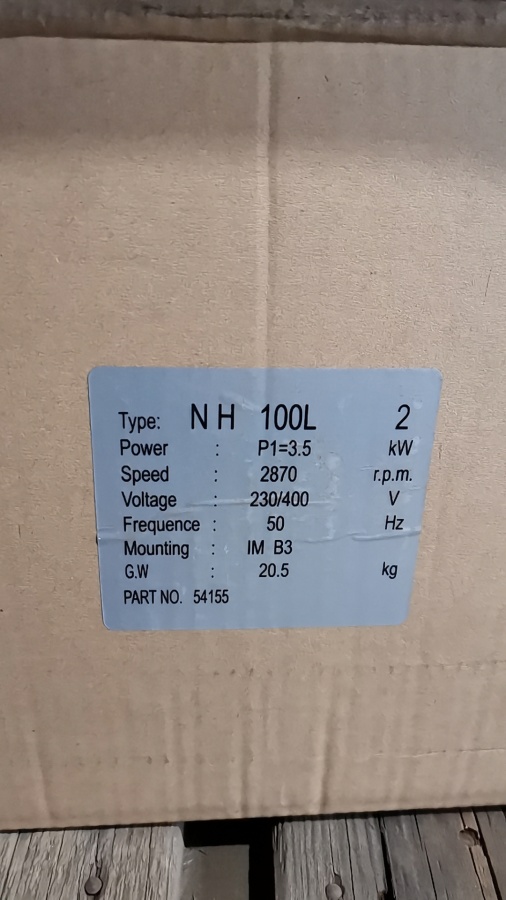 Type: NH 100L 2
Power : P1=3.5 kW
Speed : 2870 r.p.m.
Voltage : 230/400 V
Frequence : 50 Hz
Mounting : IM B3
G.W : 20.5 kg
PART NO. 54155